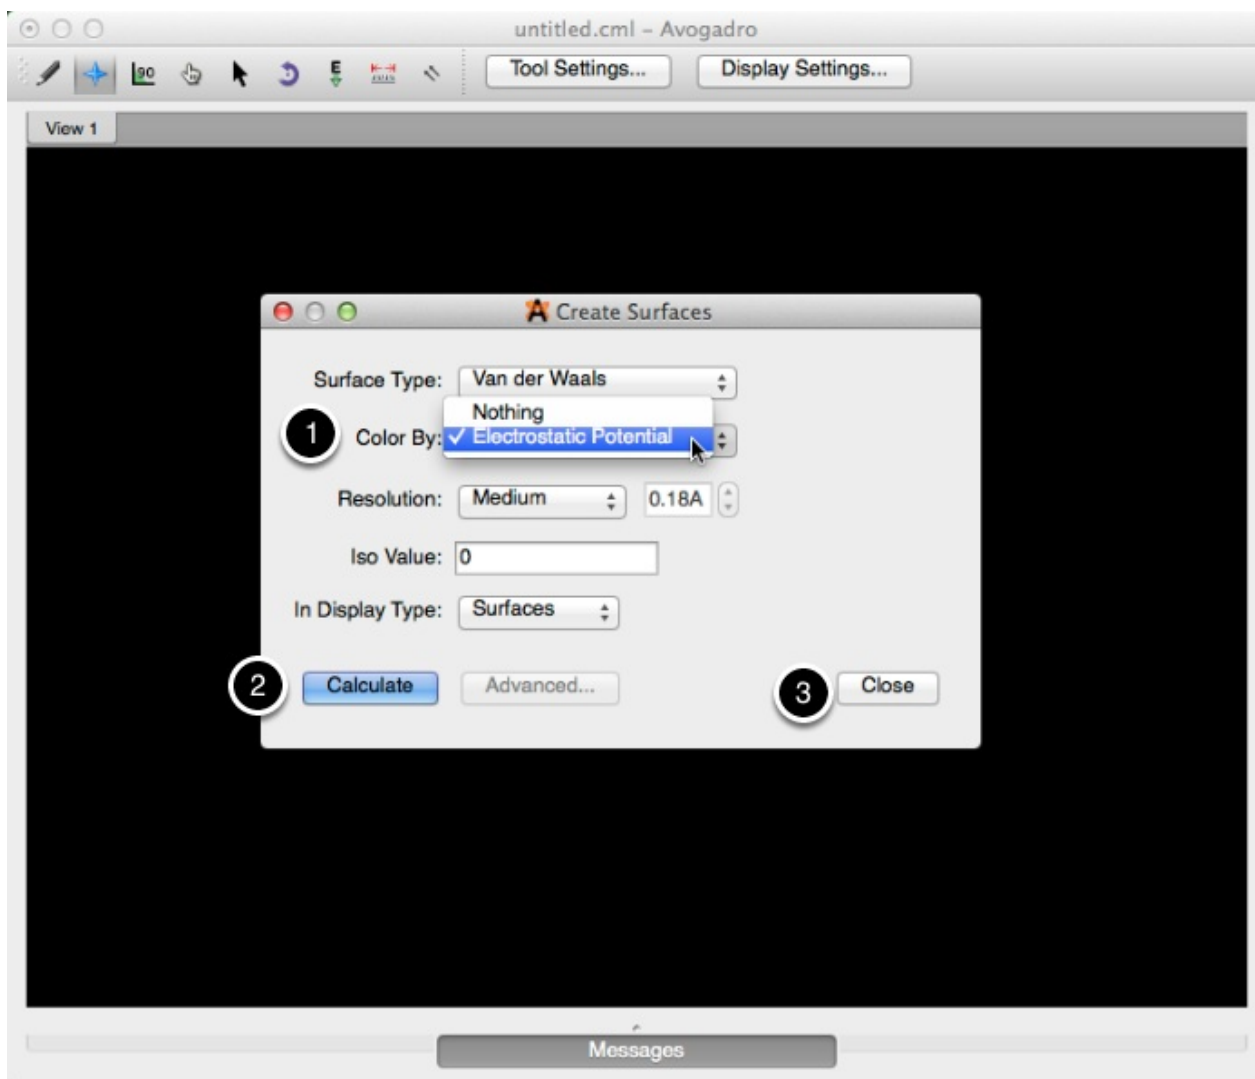 untitled.cml – Avogadro
90
E
Tool Settings...
Display Settings...
View 1
Create Surfaces
Surface Type: Van der Waals
Nothing
1 Color By: ✓ Electrostatic Potential
Resolution: Medium 0.18A
Iso Value: 0
In Display Type: Surfaces
2 Calculate Advanced... 3 Close
Messages